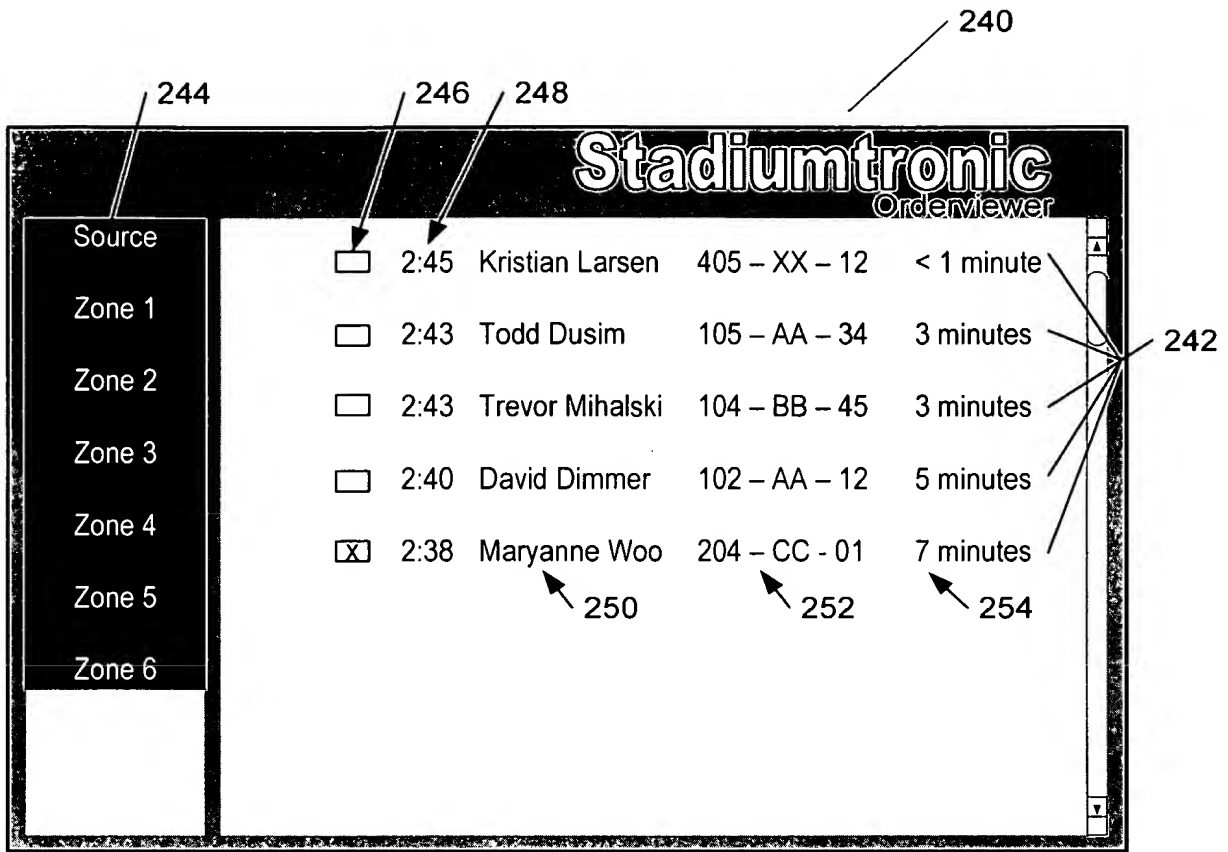 240
244 246 248
Stadiumtronic
Orderviewer
Source
Zone 1
Zone 2
Zone 3
Zone 4
Zone 5
Zone 6
2:45 Kristian Larsen 405 – XX – 12 < 1 minute
2:43 Todd Dusim 105 – AA – 34 3 minutes
242
2:43 Trevor Mihalski 104 – BB – 45 3 minutes
2:40 David Dimmer 102 – AA – 12 5 minutes
X 2:38 Maryanne Woo 204 – CC - 01 7 minutes
250 252 254